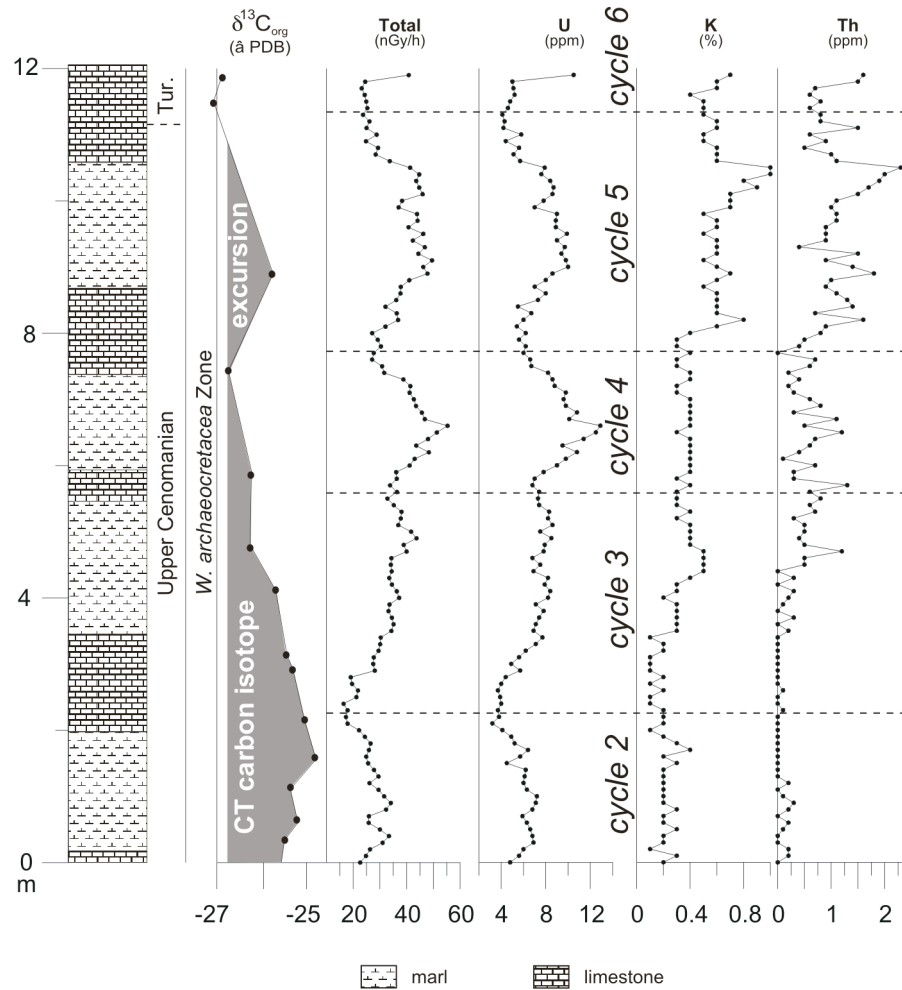 δ13Corg
(â PDB)
Total
(nGy/h)
U
(ppm)
K
(%)
Th
(ppm)
12
8
4
0
m
Tur.
Upper Cenomanian
W. archaeocretacea Zone
CT carbon isotope excursion
cycle 6
cycle 5
cycle 4
cycle 3
cycle 2
-27 -25
20 40 60
4 8 12
0 0.4 0.8
0 1 2
marl
limestone